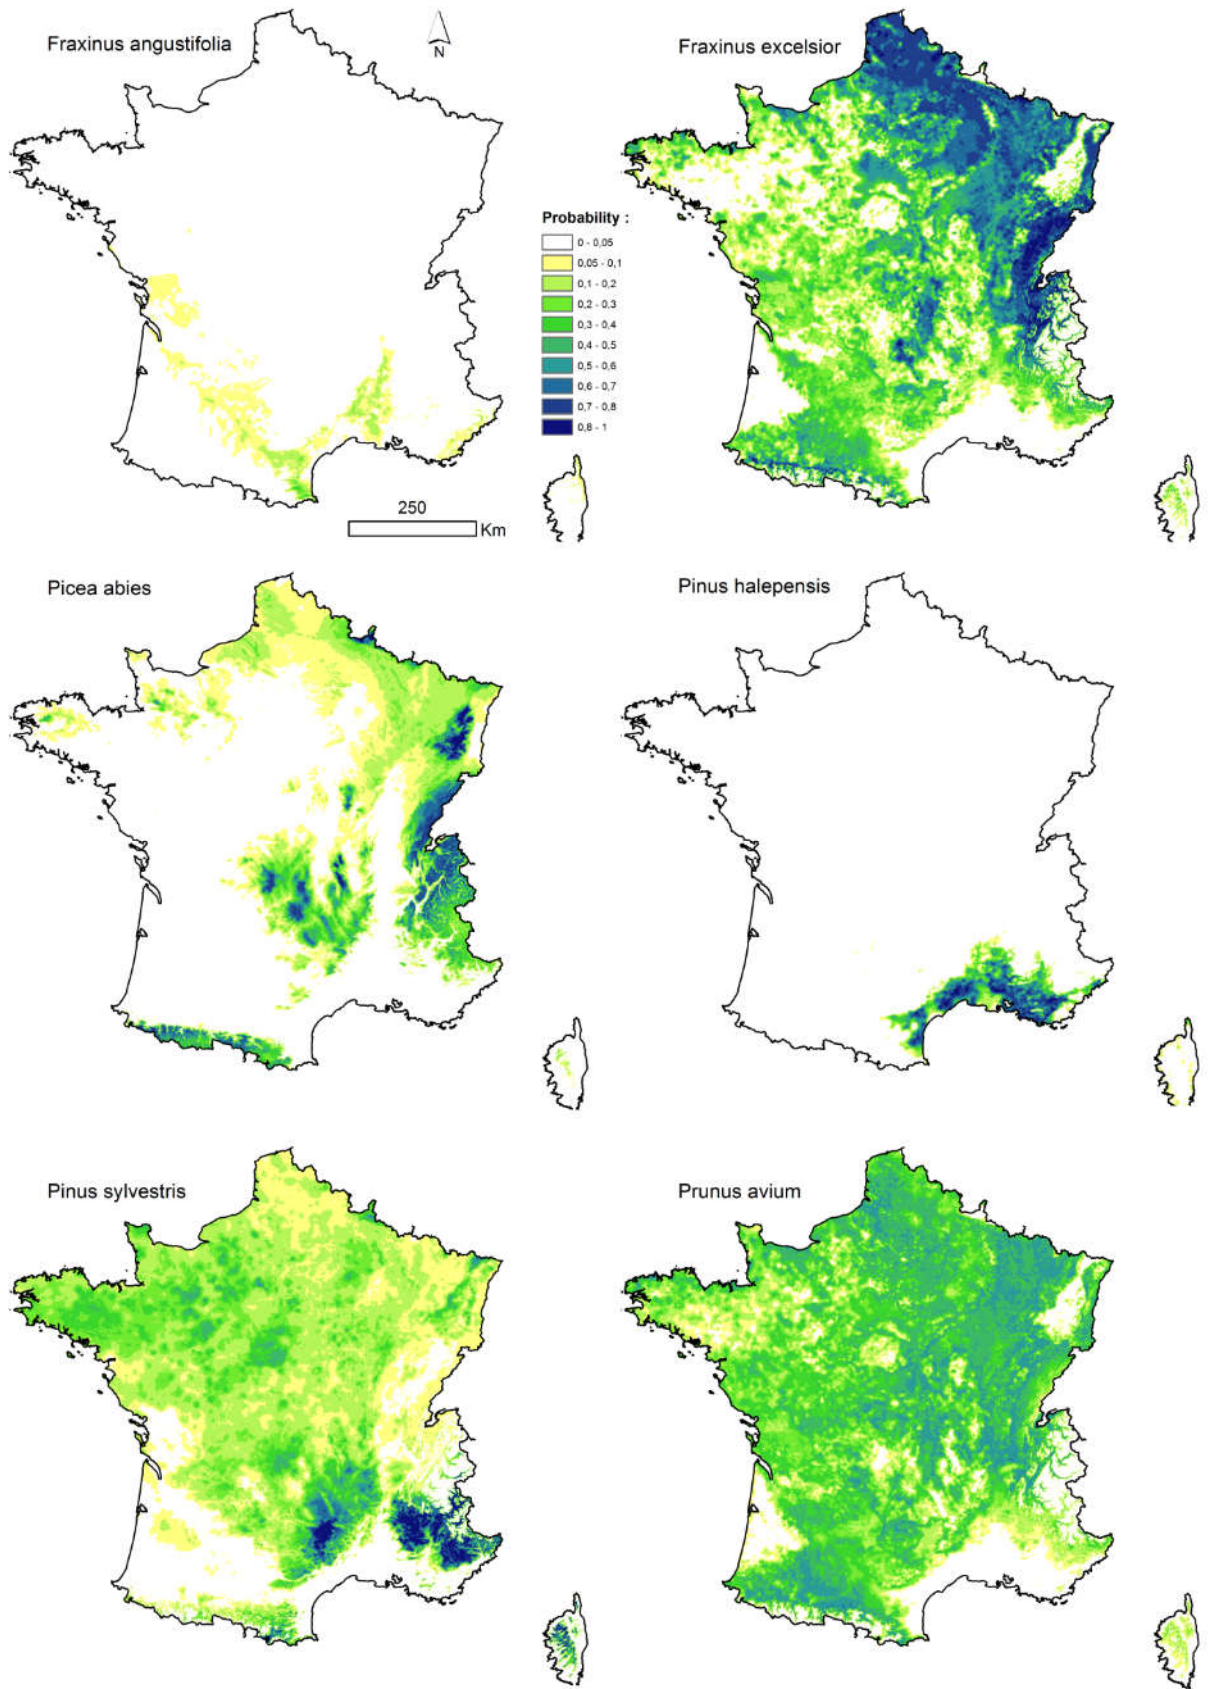 Fraxinus angustifolia
N
Fraxinus excelsior
Probability :
0 - 0,05
0,05 - 0,1
0,1 - 0,2
0,2 - 0,3
0,3 - 0,4
0,4 - 0,5
0,5 - 0,6
0,6 - 0,7
0,7 - 0,8
0,8 - 1
250
Km
Picea abies
Pinus halepensis
Pinus sylvestris
Prunus avium